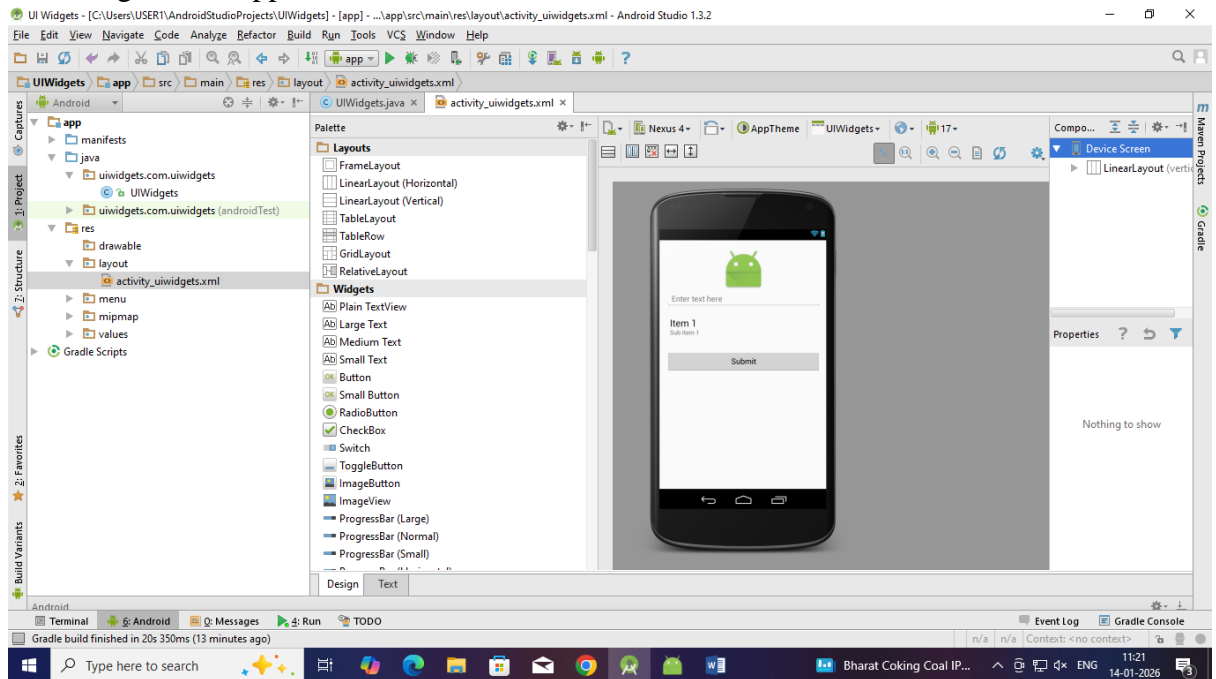 UI Widgets - [C:\Users\USER1\AndroidStudioProjects\UIWidgets] - [app] - ...\app\src\main\res\layout\activity_uiwidgets.xml - Android Studio 1.3.2
File Edit View Navigate Code Analyze Refactor Build Run Tools VCS Window Help
app
UIWidgets app src main res layout activity_uiwidgets.xml
Captures
1: Project
7: Structure
2: Favorites
Build Variants
Android
app
manifests
java
uiwidgets.com.uiwidgets
UIWidgets
uiwidgets.com.uiwidgets (androidTest)
res
drawable
layout
activity_uiwidgets.xml
menu
mipmap
values
Gradle Scripts
UIWidgets.java × activity_uiwidgets.xml ×
Palette
Layouts
FrameLayout
LinearLayout (Horizontal)
LinearLayout (Vertical)
TableLayout
TableRow
GridLayout
RelativeLayout
Widgets
Plain TextView
Large Text
Medium Text
Small Text
Button
Small Button
RadioButton
CheckBox
Switch
ToggleButton
ImageButton
ImageView
ProgressBar (Large)
ProgressBar (Normal)
ProgressBar (Small)
Design Text
Nexus 4 AppTheme UIWidgets 17
Enter text here
Item 1
Sub Item 1
Submit
Compo...
Device Screen
LinearLayout (vertic
Properties
Nothing to show
Maven Projects
Gradle
Android
Terminal 6: Android 0: Messages 4: Run TODO Event Log Gradle Console
Gradle build finished in 20s 350ms (13 minutes ago) n/a n/a Context: <no context>
Type here to search Bharat Coking Coal IP... ENG 11:21
14-01-2026
3